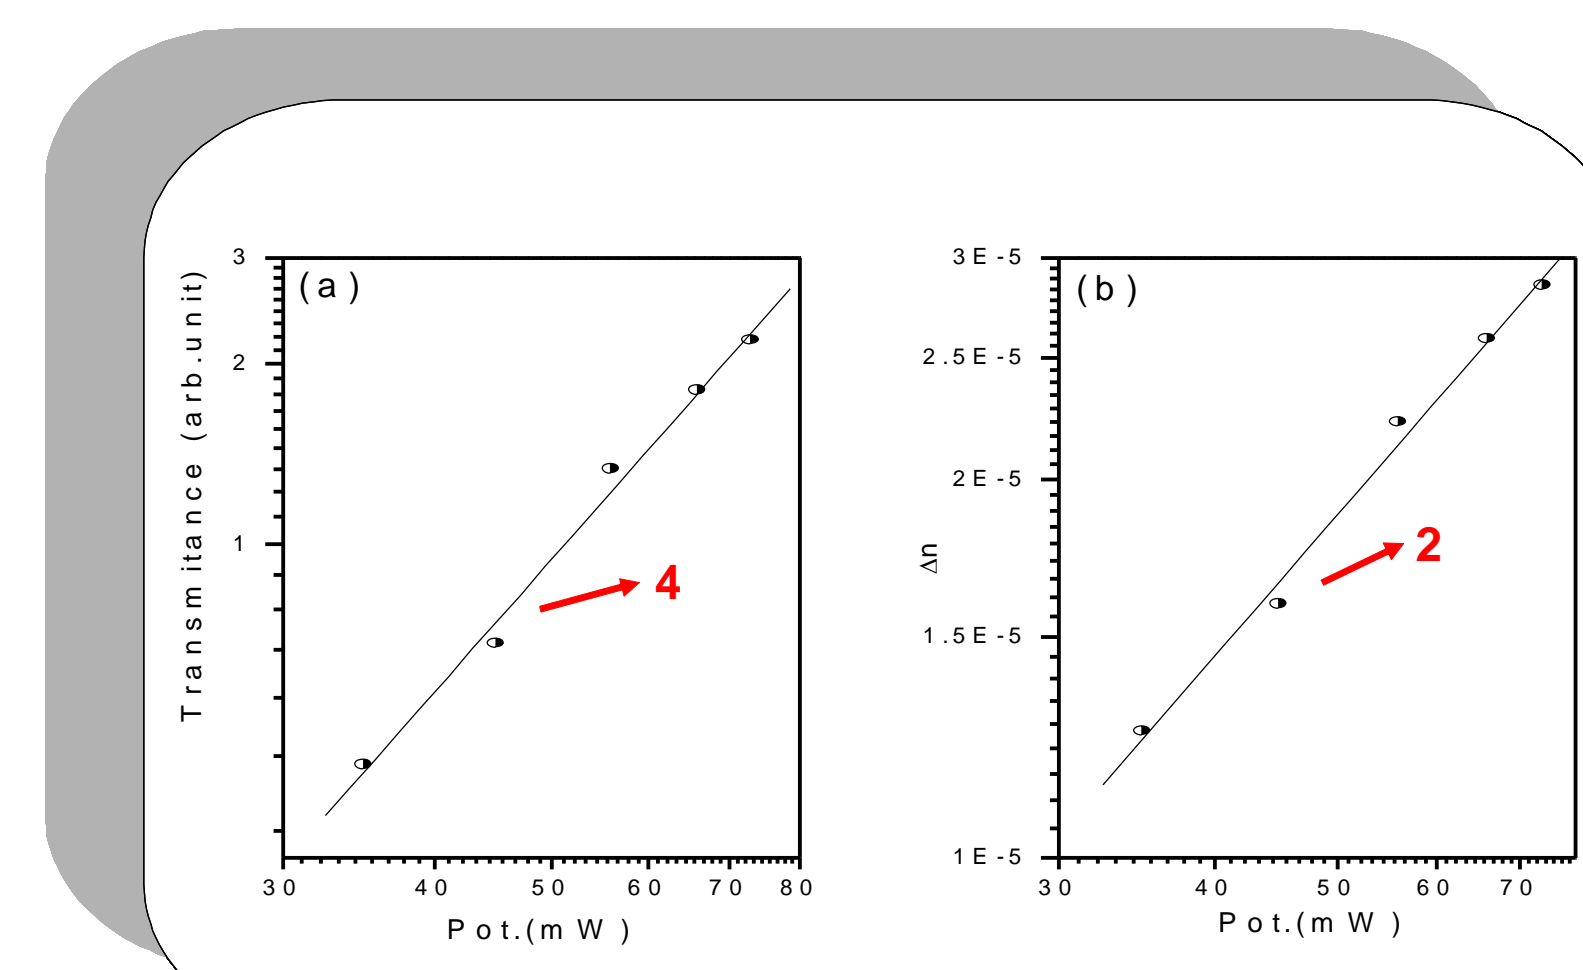 (a)
Transmitance (arb.unit)
3
2
1
4
30 40 50 60 70 80
Pot.(mW)
(b)
Δn
3E-5
2.5E-5
2E-5
1.5E-5
1E-5
2
30 40 50 60 70
Pot.(mW)